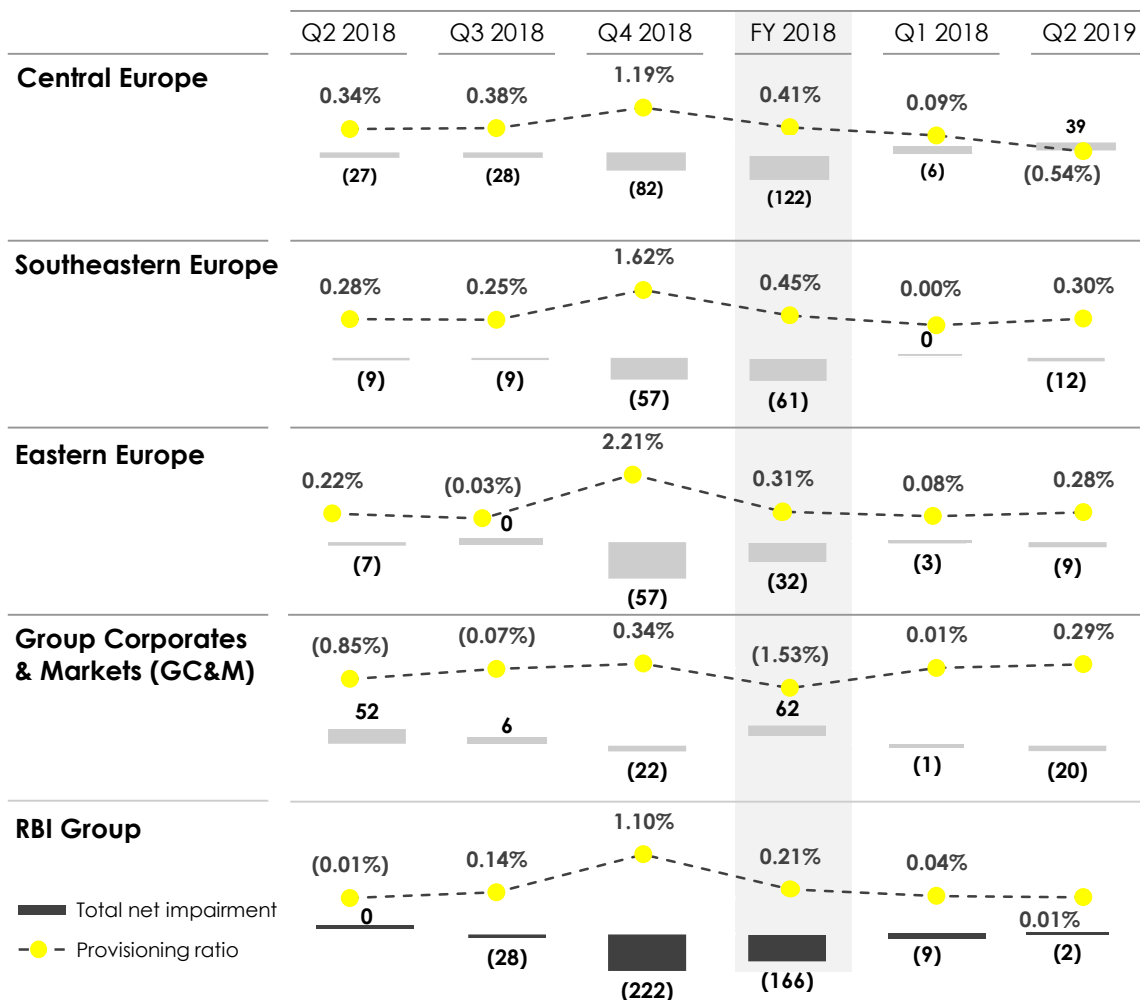 Q2 2018 Q3 2018 Q4 2018 FY 2018 Q1 2018 Q2 2019
Central Europe
0.34% 0.38% 1.19% 0.41% 0.09% 39
(27) (28) (82) (122) (6) (0.54%)
Southeastern Europe
0.28% 0.25% 1.62% 0.45% 0.00% 0.30%
(9) (9) (57) (61) 0 (12)
Eastern Europe
0.22% (0.03%) 2.21% 0.31% 0.08% 0.28%
(7) 0 (57) (32) (3) (9)
Group Corporates
& Markets (GC&M)
(0.85%) (0.07%) 0.34% (1.53%) 0.01% 0.29%
52 6 (22) 62 (1) (20)
RBI Group
(0.01%) 0.14% 1.10% 0.21% 0.04% 0.01%
Total net impairment
0 (28) (222) (166) (9) (2)
Provisioning ratio